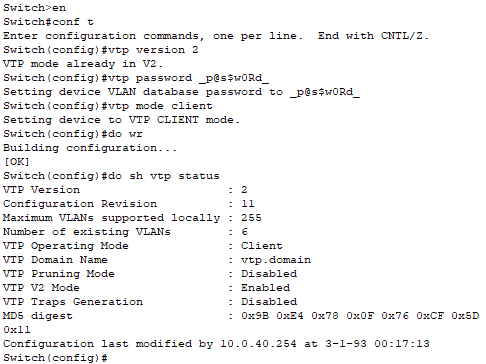 Switch>en
Switch#conf t
Enter configuration commands, one per line.  End with CNTL/Z.
Switch(config)#vtp version 2
VTP mode already in V2.
Switch(config)#vtp password _p@s$w0Rd_
Setting device VLAN database password to _p@s$w0Rd_
Switch(config)#vtp mode client
Setting device to VTP CLIENT mode.
Switch(config)#do wr
Building configuration...
[OK]
Switch(config)#do sh vtp status
VTP Version                     : 2
Configuration Revision          : 11
Maximum VLANs supported locally : 255
Number of existing VLANs        : 6
VTP Operating Mode              : Client
VTP Domain Name                 : vtp.domain
VTP Pruning Mode                : Disabled
VTP V2 Mode                     : Enabled
VTP Traps Generation            : Disabled
MD5 digest                      : 0x9B 0xE4 0x78 0x0F 0x76 0xCF 0x5D
0x11
Configuration last modified by 10.0.40.254 at 3-1-93 00:17:13
Switch(config)#